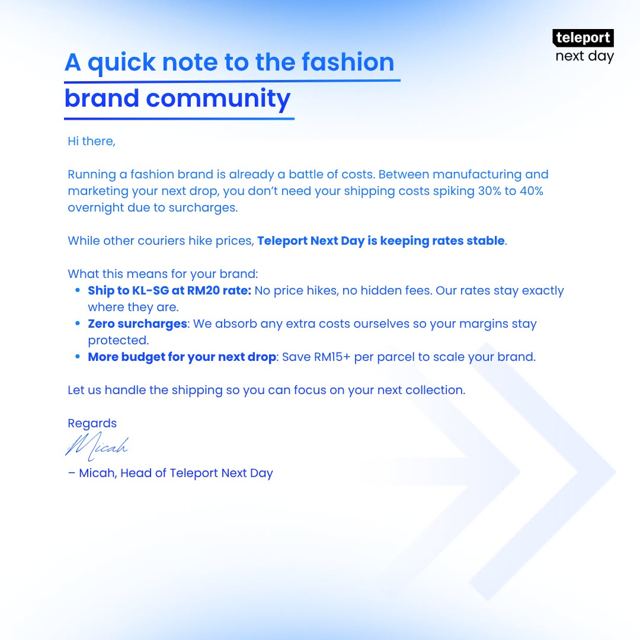 teleport
next day
A quick note to the fashion
brand community
Hi there,
Running a fashion brand is already a battle of costs. Between manufacturing and
marketing your next drop, you don’t need your shipping costs spiking 30% to 40%
overnight due to surcharges.
While other couriers hike prices, Teleport Next Day is keeping rates stable.
What this means for your brand:
• Ship to KL-SG at RM20 rate: No price hikes, no hidden fees. Our rates stay exactly
where they are.
• Zero surcharges: We absorb any extra costs ourselves so your margins stay
protected.
• More budget for your next drop: Save RM15+ per parcel to scale your brand.
Let us handle the shipping so you can focus on your next collection.
Regards
Micah
– Micah, Head of Teleport Next Day